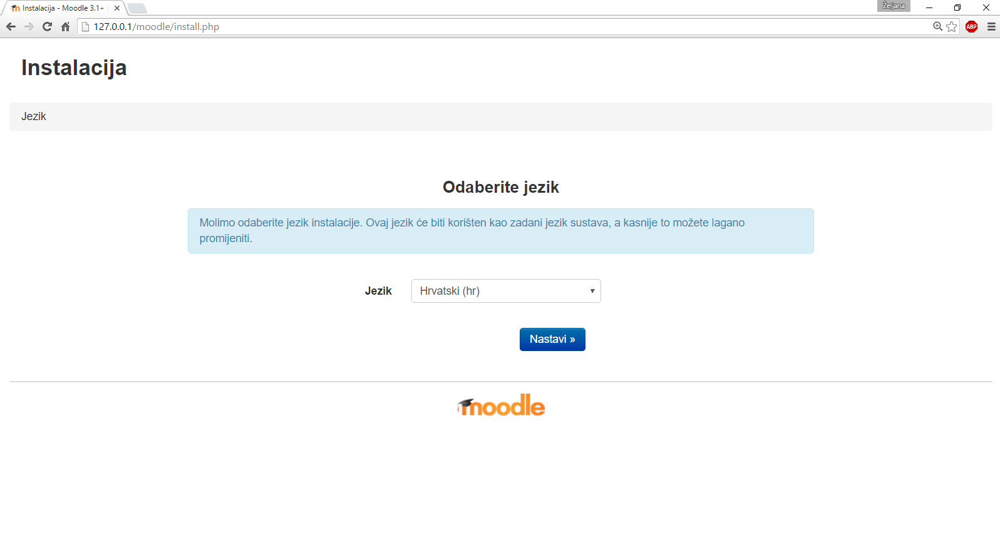 Instalacija - Moodle 3.1+
Željana
127.0.0.1/moodle/install.php
ABP
Instalacija
Jezik
Odaberite jezik
Molimo odaberite jezik instalacije. Ovaj jezik će biti korišten kao zadani jezik sustava, a kasnije to možete lagano
promijeniti.
Jezik
Hrvatski (hr)
Nastavi »
moodle